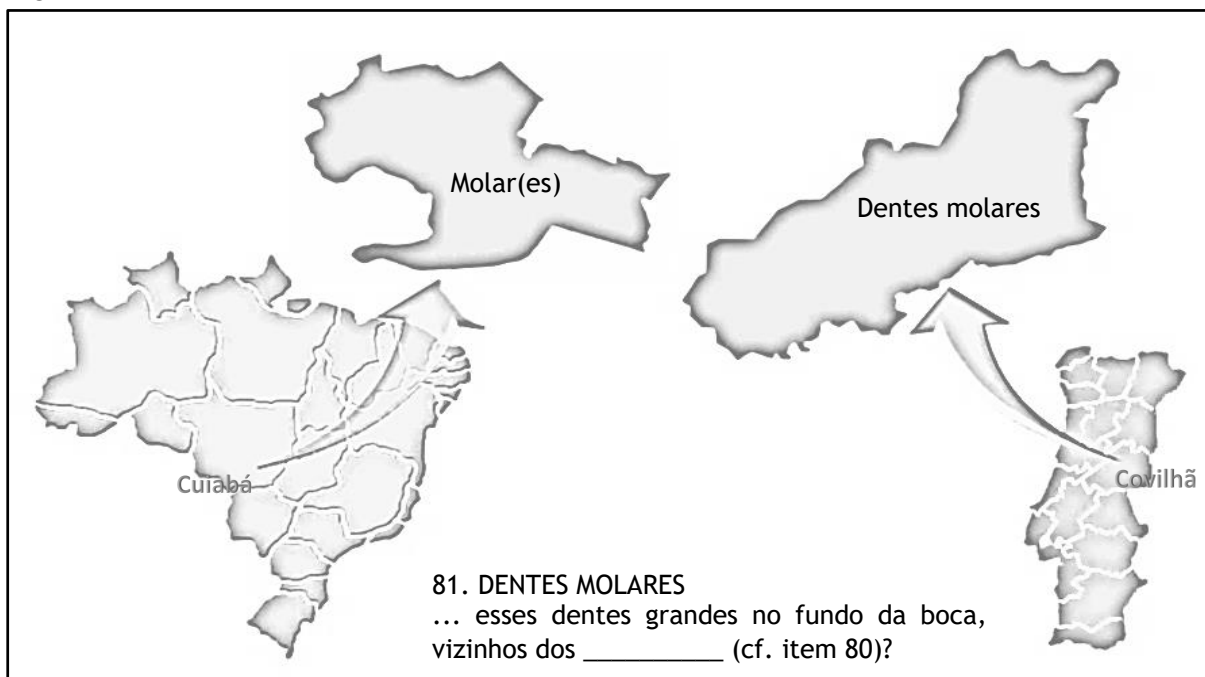 Molar(es)
Dentes molares
Cuiabá
Covilhã
81. DENTES MOLARES
... esses dentes grandes no fundo da boca,
vizinhos dos __________ (cf. item 80)?